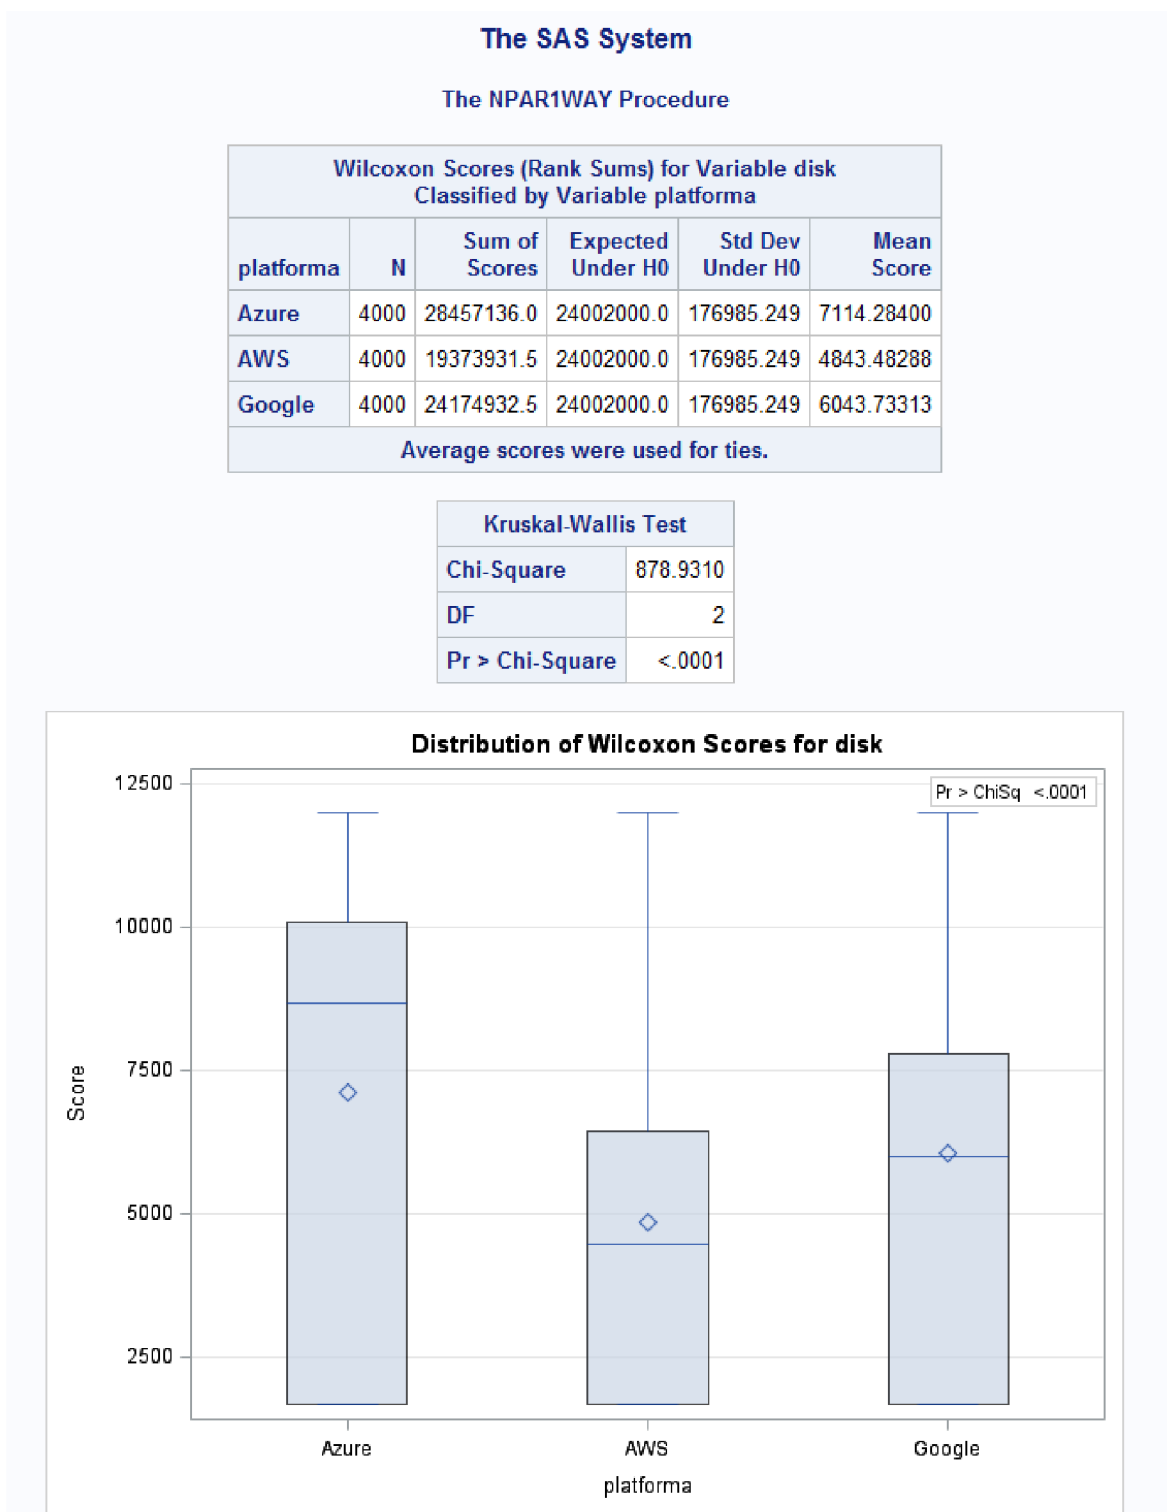 The SAS System
The NPAR1WAY Procedure
Wilcoxon Scores (Rank Sums) for Variable disk
Classified by Variable platforma
platforma N Sum of Scores Expected Under H0 Std Dev Under H0 Mean Score
Azure 4000 28457136.0 24002000.0 176985.249 7114.28400
AWS 4000 19373931.5 24002000.0 176985.249 4843.48288
Google 4000 24174932.5 24002000.0 176985.249 6043.73313
Average scores were used for ties.
Kruskal-Wallis Test
Chi-Square 878.9310
DF 2
Pr > Chi-Square <.0001
Distribution of Wilcoxon Scores for disk
Pr > ChiSq <.0001
12500
10000
7500
5000
2500
Score
Azure AWS Google
platforma